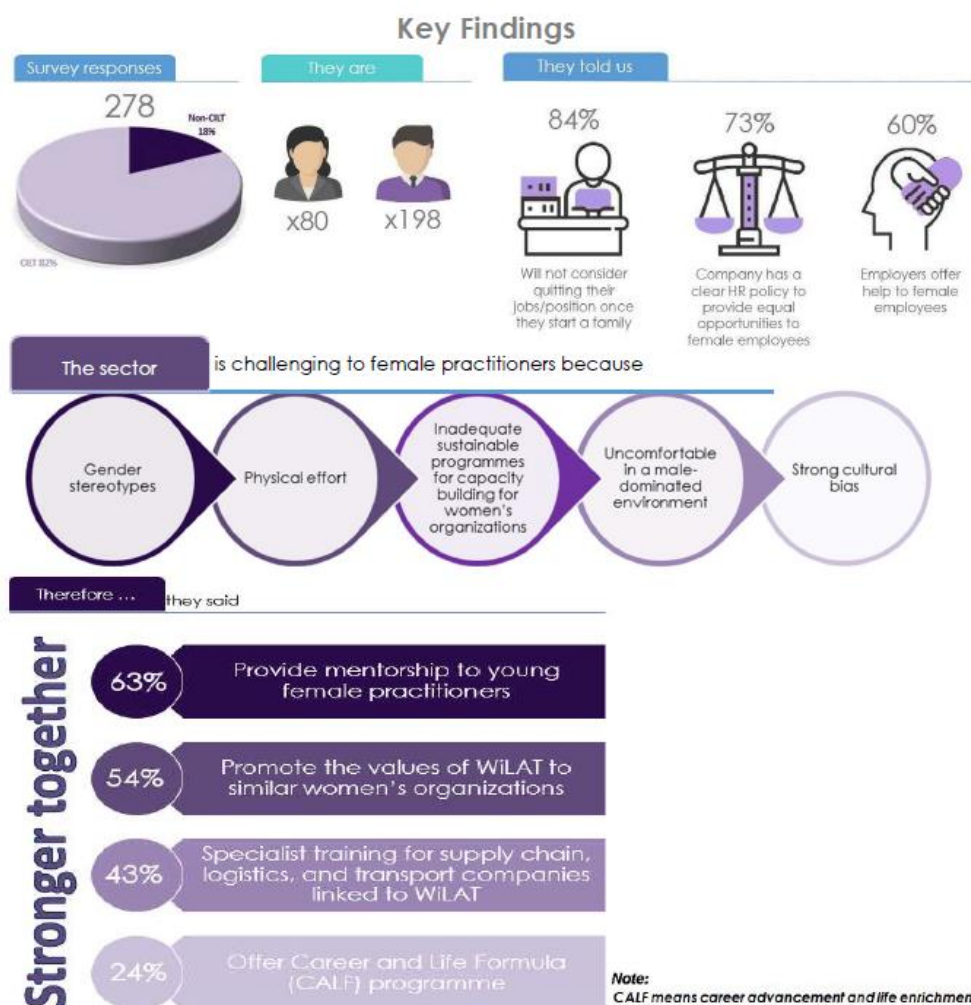 Key Findings
Survey responses
They are
They told us
278
Non-CILT
18%
CILT 82%
x80
x198
84%
73%
60%
Will not consider
quitting their
jobs/position once
they start a family
Company has a
clear HR policy to
provide equal
opportunities to
female employees
Employers offer
help to female
employees
The sector
is challenging to female practitioners because
Gender
stereotypes
Physical effort
Inadequate
sustainable
programmes
for capacity
building for
women's
organizations
Uncomfortable
in a male-
dominated
environment
Strong cultural
bias
Therefore ...
they said
Stronger together
63%
Provide mentorship to young
female practitioners
54%
Promote the values of WiLAT to
similar women's organizations
43%
Specialist training for supply chain,
logistics, and transport companies
linked to WiLAT
24%
Offer Career and Life Formula
(CALF) programme
Note:
CALF means career advancement and life enrichmen